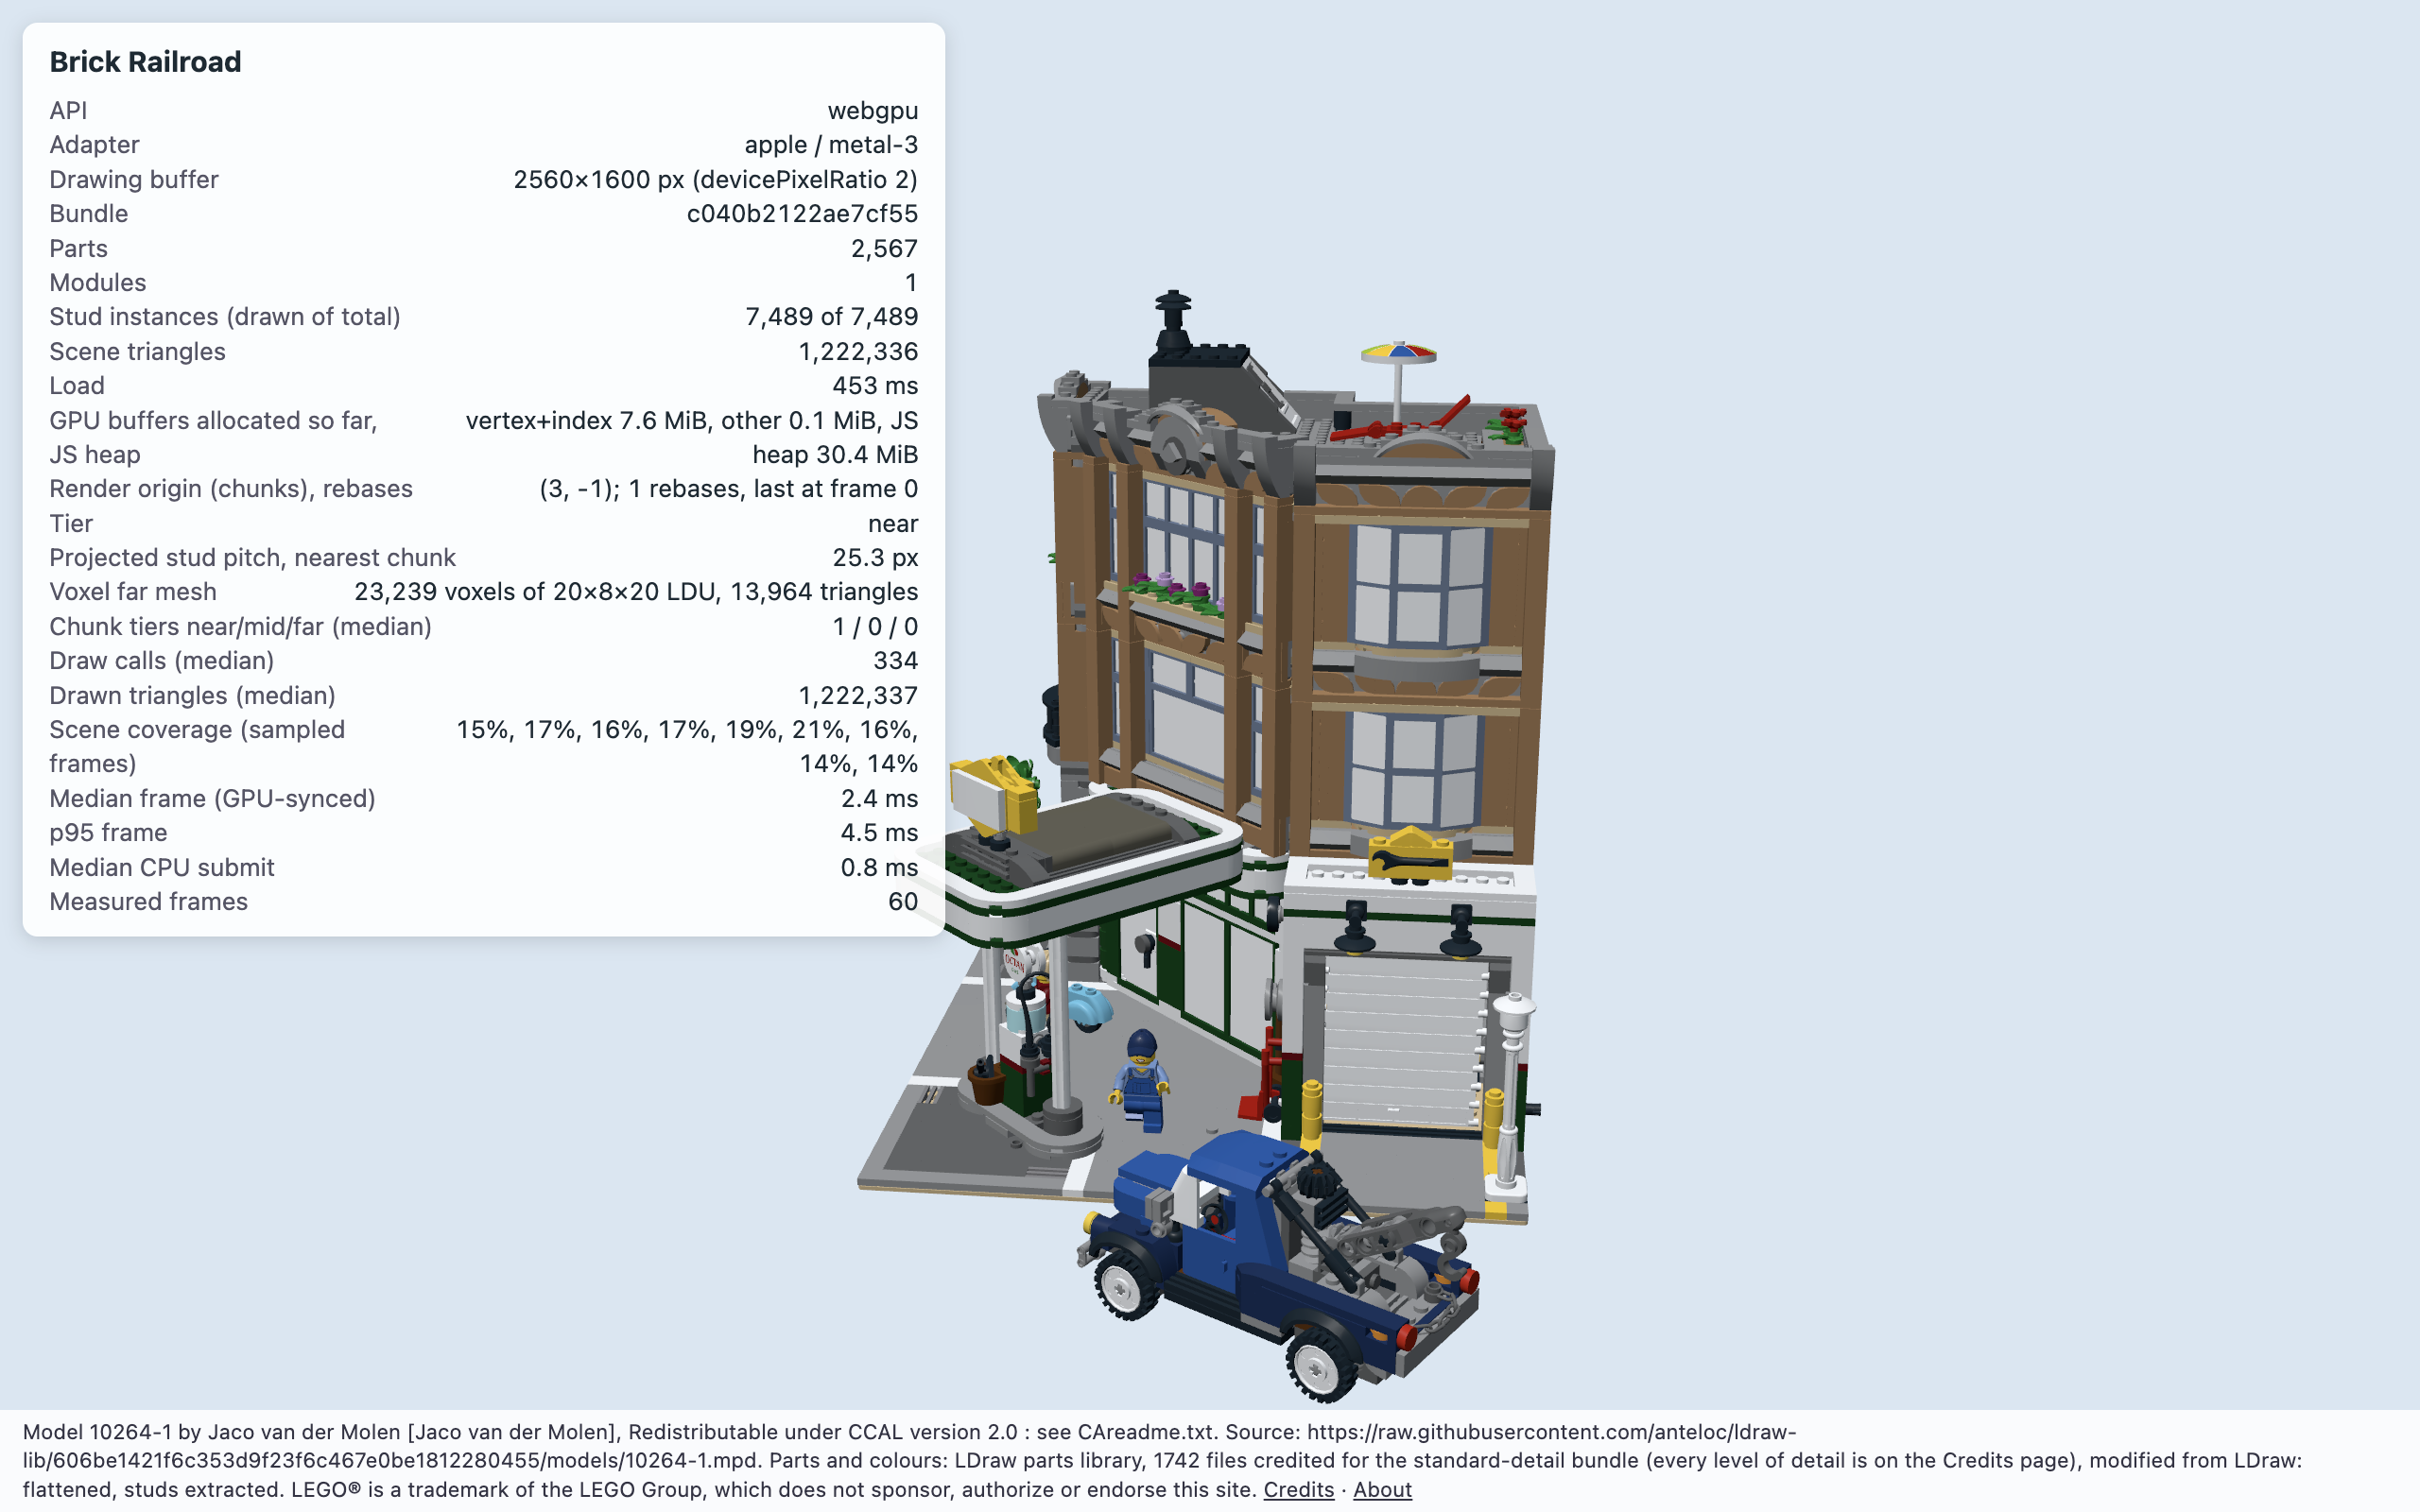 Brick Railroad
API webgpu
Adapter apple / metal-3
Drawing buffer 2560×1600 px (devicePixelRatio 2)
Bundle c040b2122ae7cf55
Parts 2,567
Modules 1
Stud instances (drawn of total) 7,489 of 7,489
Scene triangles 1,222,336
Load 453 ms
GPU buffers allocated so far, vertex+index 7.6 MiB, other 0.1 MiB, JS
JS heap heap 30.4 MiB
Render origin (chunks), rebases (3, -1); 1 rebases, last at frame 0
Tier near
Projected stud pitch, nearest chunk 25.3 px
Voxel far mesh 23,239 voxels of 20×8×20 LDU, 13,964 triangles
Chunk tiers near/mid/far (median) 1 / 0 / 0
Draw calls (median) 334
Drawn triangles (median) 1,222,337
Scene coverage (sampled 15%, 17%, 16%, 17%, 19%, 21%, 16%,
frames) 14%, 14%
Median frame (GPU-synced) 2.4 ms
p95 frame 4.5 ms
Median CPU submit 0.8 ms
Measured frames 60
OCTAN
Model 10264-1 by Jaco van der Molen [Jaco van der Molen], Redistributable under CCAL version 2.0 : see CAreadme.txt. Source: https://raw.githubusercontent.com/anteloc/ldraw-
lib/606be1421f6c353d9f23f6c467e0be1812280455/models/10264-1.mpd. Parts and colours: LDraw parts library, 1742 files credited for the standard-detail bundle (every level of detail is on the Credits page), modified from LDraw:
flattened, studs extracted. LEGO® is a trademark of the LEGO Group, which does not sponsor, authorize or endorse this site. Credits · About